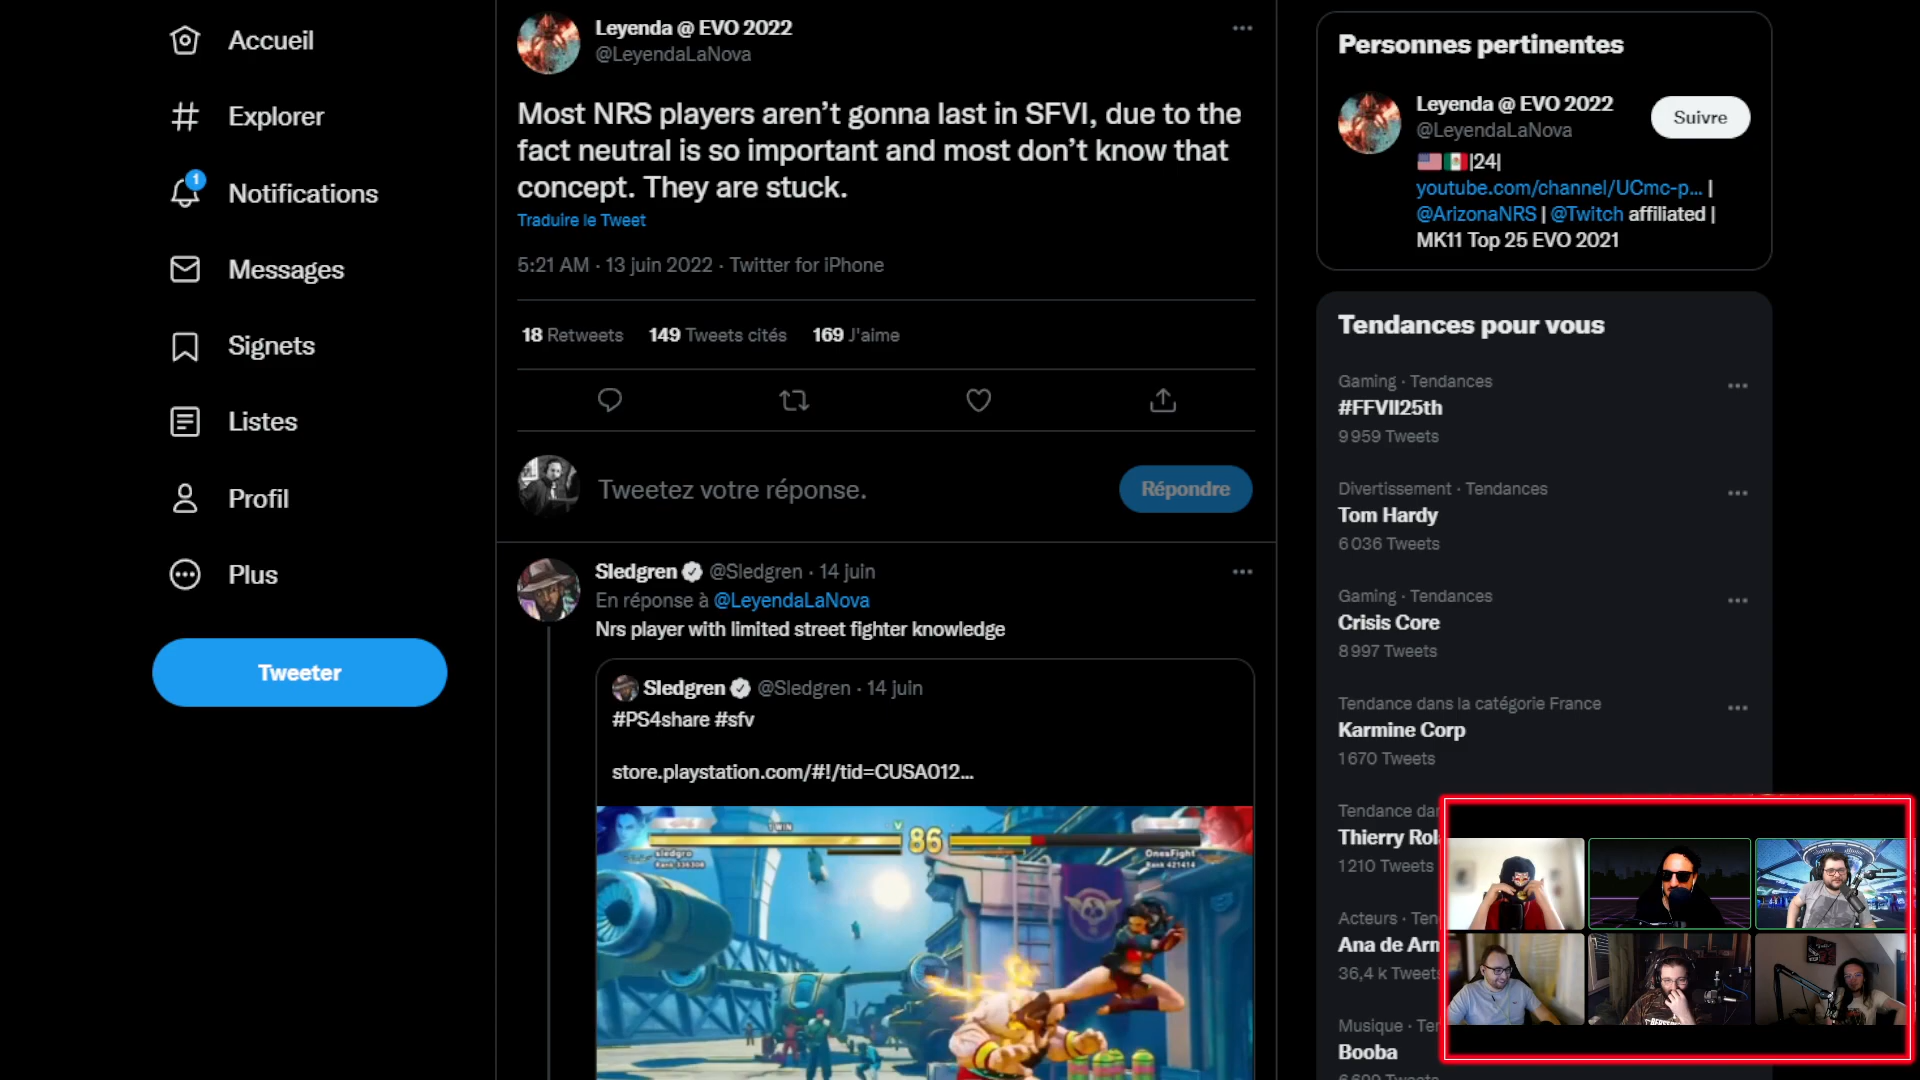 Accueil
Explorer
1
Notifications
Messages
Signets
Listes
Profil
Plus
Tweeter
Leyenda @ EVO 2022
@LeyendaLaNova
Most NRS players aren’t gonna last in SFVI, due to the
fact neutral is so important and most don’t know that
concept. They are stuck.
Traduire le Tweet
5:21 AM · 13 juin 2022 · Twitter for iPhone
18 Retweets 149 Tweets cités 169 J'aime
Tweetez votre réponse.
Répondre
Sledgren @Sledgren · 14 juin
En réponse à @LeyendaLaNova
Nrs player with limited street fighter knowledge
Sledgren @Sledgren · 14 juin
#PS4share #sfv
store.playstation.com/#!/tid=CUSA012...
1 WIN
V
86
sledgro
OnesFight
Personnes pertinentes
Leyenda @ EVO 2022
@LeyendaLaNova
Suivre
|24|
youtube.com/channel/UCmc-p... |
@ArizonaNRS | @Twitch affiliated |
MK11 Top 25 EVO 2021
Tendances pour vous
Gaming · Tendances
#FFVII25th
9 959 Tweets
Divertissement · Tendances
Tom Hardy
6 036 Tweets
Gaming · Tendances
Crisis Core
8 997 Tweets
Tendance dans la catégorie France
Karmine Corp
1 670 Tweets
Tendance da
Thierry Rol
1 210 Tweets
Acteurs · Ten
Ana de Arm
36,4 k Tweets
Musique · Te
Booba